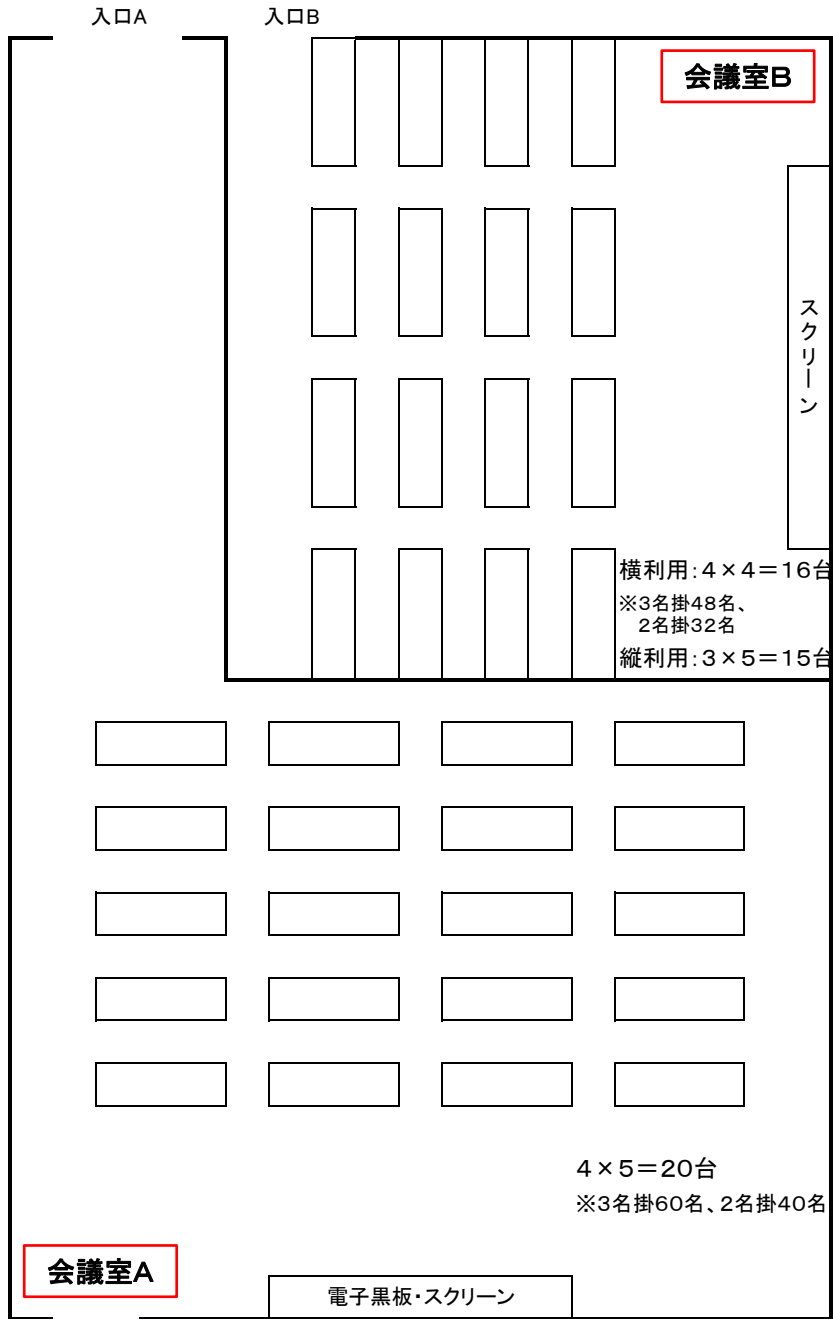 入口A
入口B
会議室B
スクリーン
横利用:4×4=16台
※3名掛48名、
2名掛32名
縦利用:3×5=15台
4×5=20台
※3名掛60名、2名掛40名
会議室A
電子黒板・スクリーン